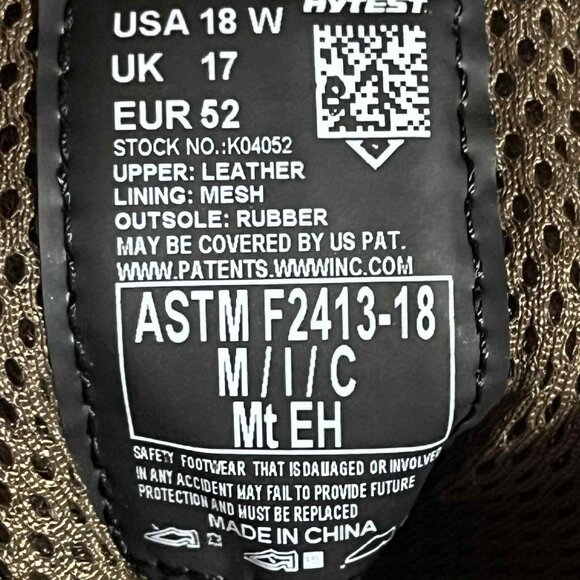 HYTEST
USA 18 W
UK 17
EUR 52
STOCK NO.:K04052
UPPER: LEATHER
LINING: MESH
OUTSOLE: RUBBER
MAY BE COVERED BY US PAT.
WWW.PATENTS.WWWINC.COM
ASTM F2413-18
M / I / C
Mt EH
SAFETY FOOTWEAR THAT IS DAMAGED OR INVOLVED
IN ANY ACCIDENT MAY FAIL TO PROVIDE FUTURE
PROTECTION AND MUST BE REPLACED
MADE IN CHINA